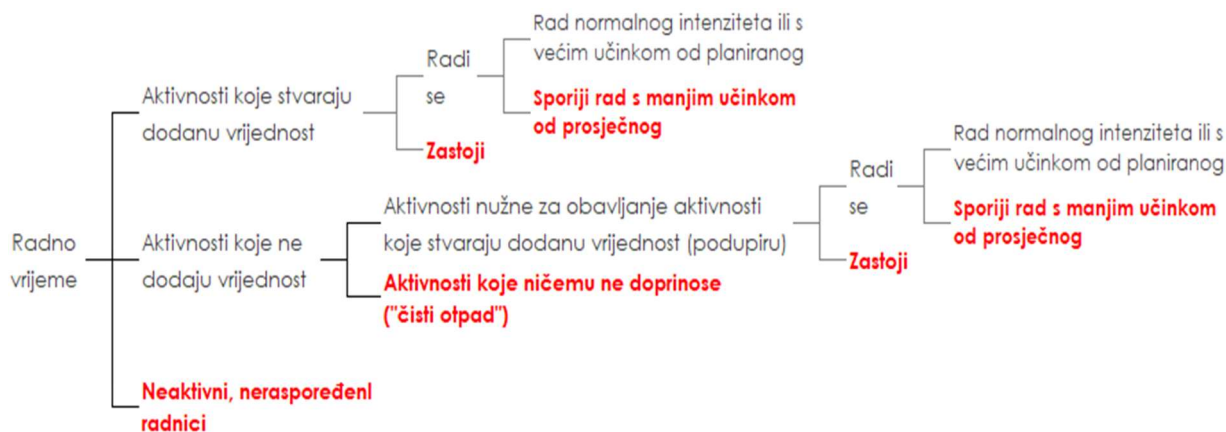 Rad normalnog intenziteta ili s
većim učinkom od planiranog
Radi
se
Aktivnosti koje stvaraju
dodanu vrijednost
Sporiji rad s manjim učinkom
od prosječnog
Zastoji
Rad normalnog intenziteta ili s
većim učinkom od planiranog
Radi
se
Aktivnosti nužne za obavljanje aktivnosti
koje stvaraju dodanu vrijednost (podupiru)
Sporiji rad s manjim učinkom
od prosječnog
Radno
vrijeme
Aktivnosti koje ne
dodaju vrijednost
Zastoji
Aktivnosti koje ničemu ne doprinose
("čisti otpad")
Neaktivni, neraspoređenI
radnici